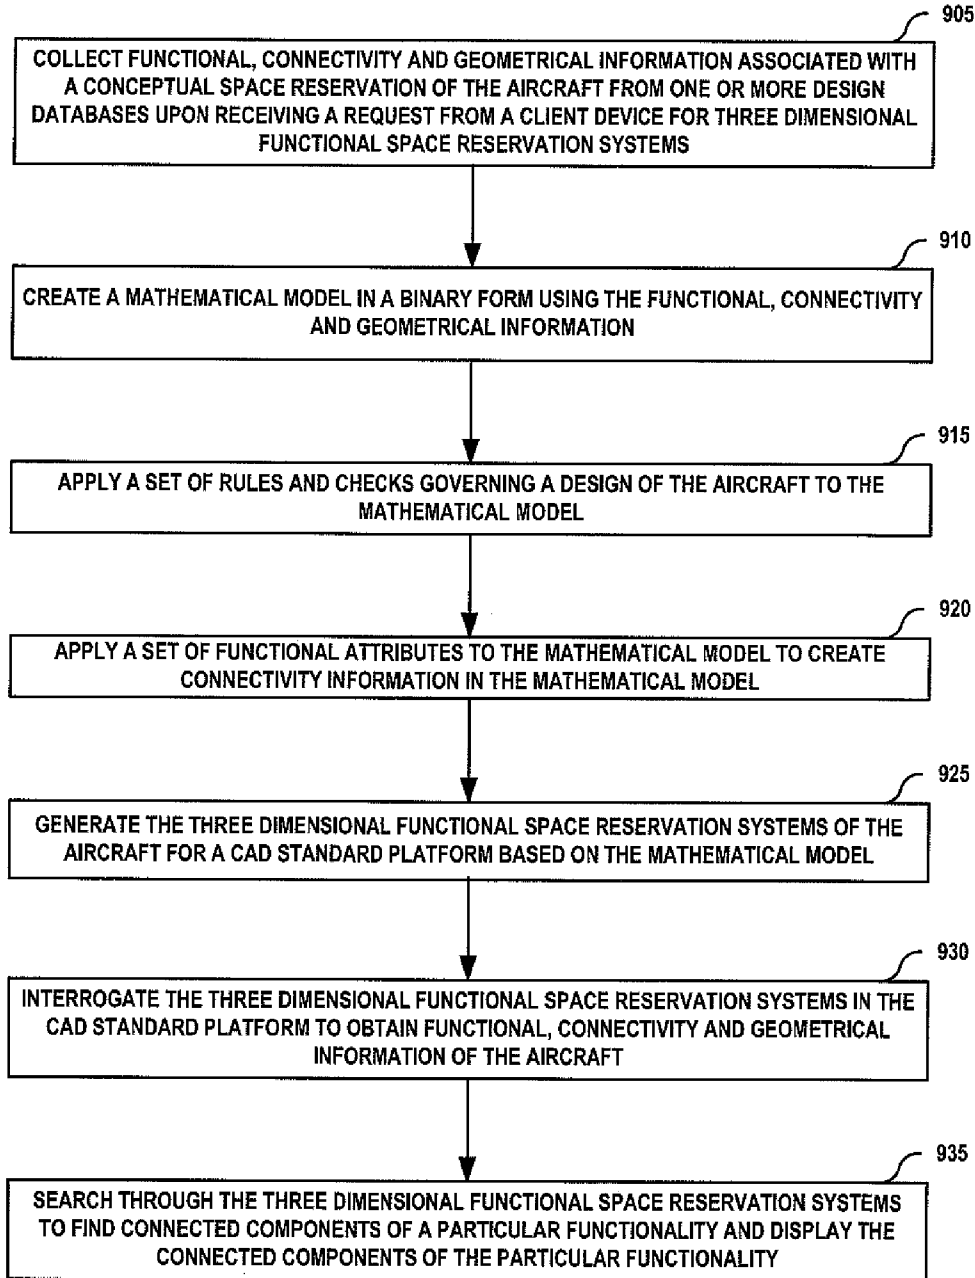 905
COLLECT FUNCTIONAL, CONNECTIVITY AND GEOMETRICAL INFORMATION ASSOCIATED WITH
A CONCEPTUAL SPACE RESERVATION OF THE AIRCRAFT FROM ONE OR MORE DESIGN
DATABASES UPON RECEIVING A REQUEST FROM A CLIENT DEVICE FOR THREE DIMENSIONAL
FUNCTIONAL SPACE RESERVATION SYSTEMS
910
CREATE A MATHEMATICAL MODEL IN A BINARY FORM USING THE FUNCTIONAL, CONNECTIVITY
AND GEOMETRICAL INFORMATION
915
APPLY A SET OF RULES AND CHECKS GOVERNING A DESIGN OF THE AIRCRAFT TO THE
MATHEMATICAL MODEL
920
APPLY A SET OF FUNCTIONAL ATTRIBUTES TO THE MATHEMATICAL MODEL TO CREATE
CONNECTIVITY INFORMATION IN THE MATHEMATICAL MODEL
925
GENERATE THE THREE DIMENSIONAL FUNCTIONAL SPACE RESERVATION SYSTEMS OF THE
AIRCRAFT FOR A CAD STANDARD PLATFORM BASED ON THE MATHEMATICAL MODEL
930
INTERROGATE THE THREE DIMENSIONAL FUNCTIONAL SPACE RESERVATION SYSTEMS IN THE
CAD STANDARD PLATFORM TO OBTAIN FUNCTIONAL, CONNECTIVITY AND GEOMETRICAL
INFORMATION OF THE AIRCRAFT
935
SEARCH THROUGH THE THREE DIMENSIONAL FUNCTIONAL SPACE RESERVATION SYSTEMS
TO FIND CONNECTED COMPONENTS OF A PARTICULAR FUNCTIONALITY AND DISPLAY THE
CONNECTED COMPONENTS OF THE PARTICULAR FUNCTIONALITY